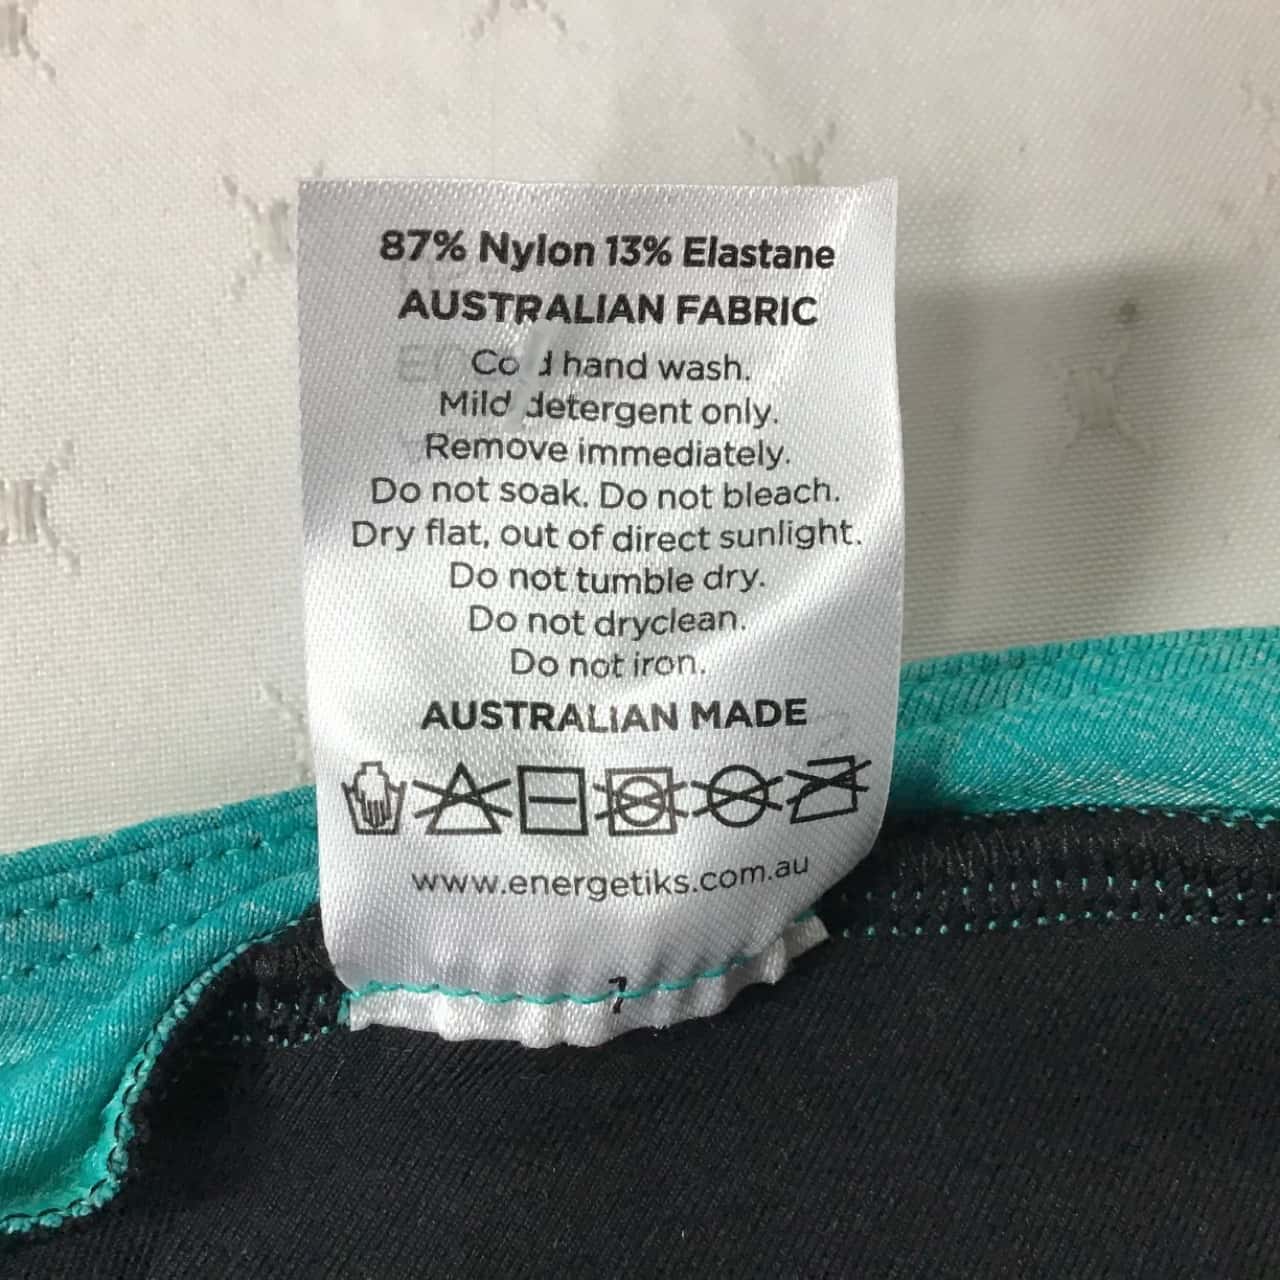 87% Nylon 13% Elastane
AUSTRALIAN FABRIC
Cold hand wash.
Mild detergent only.
Remove immediately.
Do not soak. Do not bleach.
Dry flat, out of direct sunlight.
Do not tumble dry.
Do not dryclean.
Do not iron.
AUSTRALIAN MADE
www.energetiks.com.au